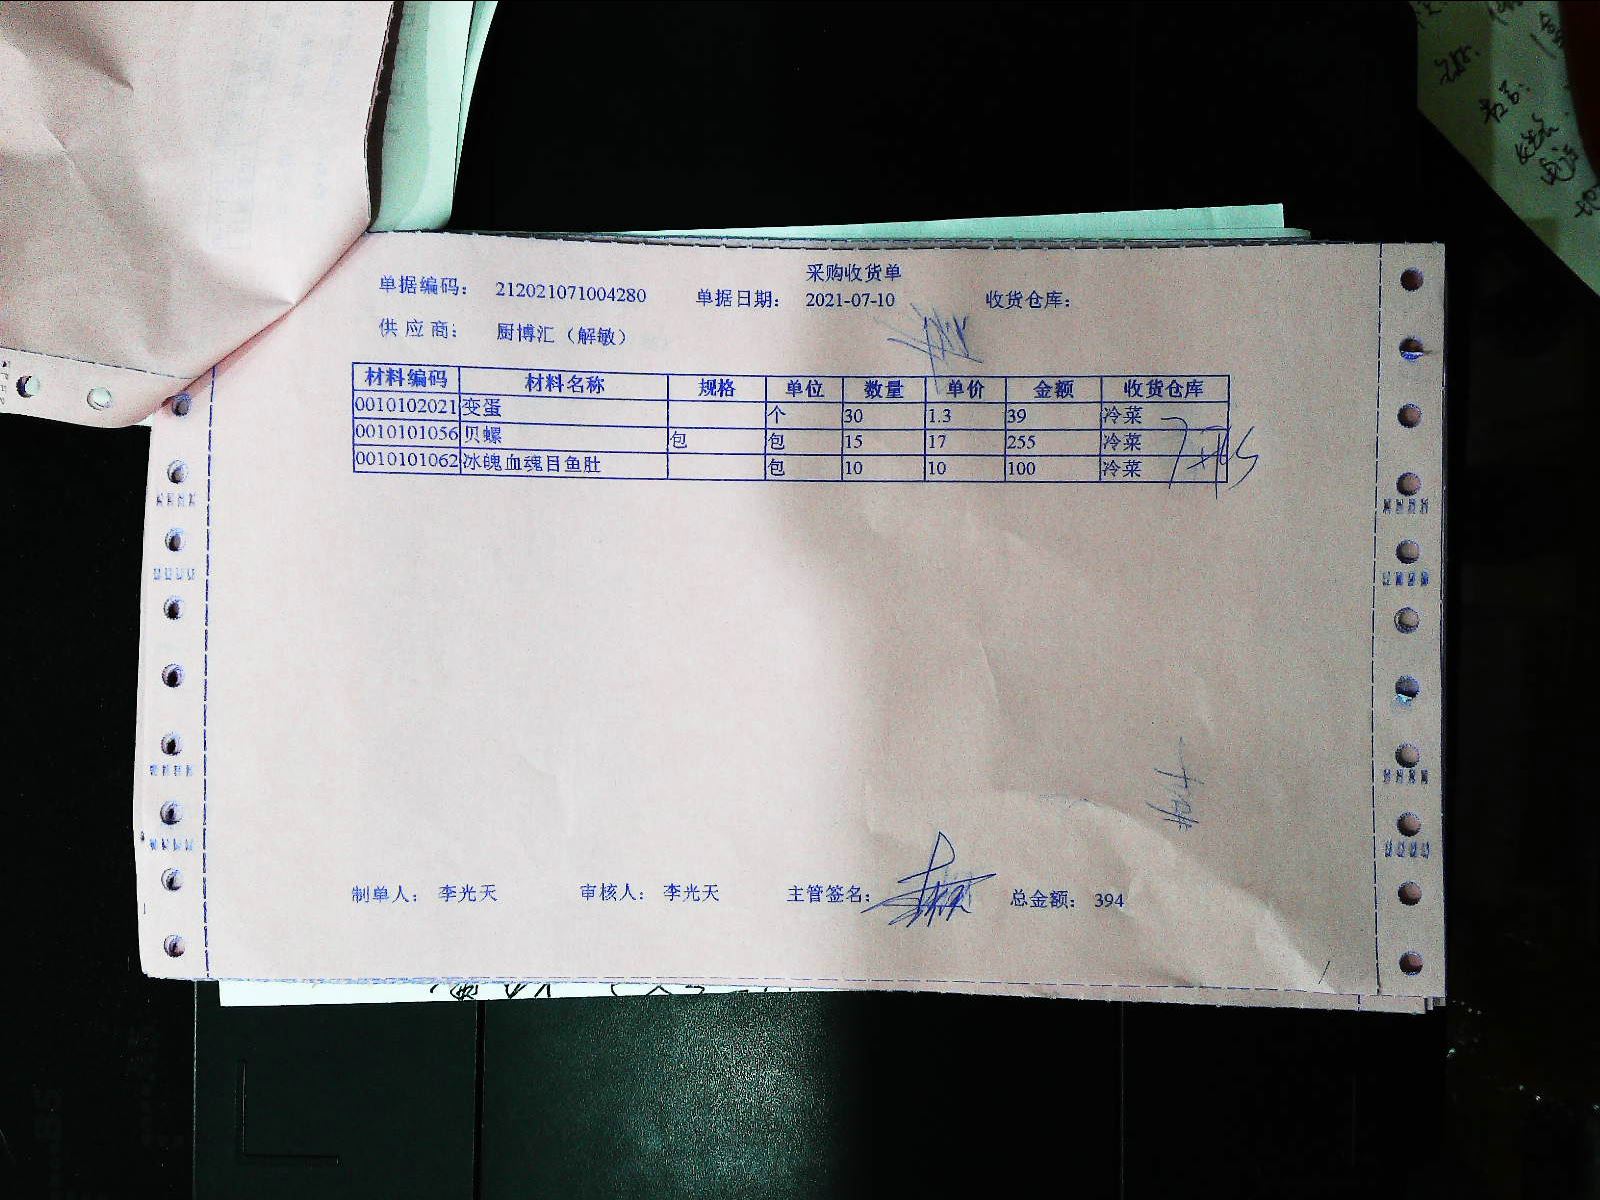 采购收货单
单据编码： 212021071004280 单据日期： 2021-07-10 收货仓库：
供应商： 厨博汇（解敏）
材料编码 材料名称 规格 单位 数量 单价 金额 收货仓库
0010102021 变蛋 个 30 1.3 39 冷菜
0010101056 贝螺 包 包 15 17 255 冷菜
0010101062 冰魄血魂目鱼肚 包 10 10 100 冷菜
制单人： 李光天 审核人： 李光天 主管签名： 总金额： 394